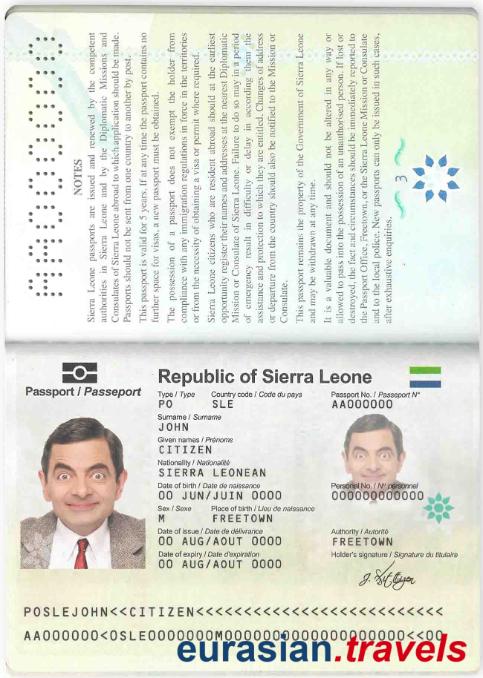 AA000000
NOTES
Sierra Leone passports are issued and renewed by the competent
authorities in Sierra Leone and by the Diplomatic Missions and
Consulates of Sierra Leone abroad to which application should be made.
Passports should not be sent from one country to another by post.
This passport is valid for 5 years. If at any time the passport contains no
further space for visas, a new passport must be obtained.
The possession of a passport does not exempt the holder from
compliance with any immigration regulations in force in the territories
or from the necessity of obtaining a visa or permit where required.
Sierra Leone citizens who are resident abroad should at the earliest
opportunity register their names and addresses at the nearest Diplomatic
Mission or Consulate of Sierra Leone. Failure to do so may in a period
of emergency result in difficulty or delay in according them the
assistance and protection to which they are entitled. Changes of address
or departure from the country should also be notified to the Mission or
Consulate.
This passport remains the property of the Government of Sierra Leone
and may be withdrawn at any time.
It is a valuable document and should not be altered in any way or
allowed to pass into the possession of an unauthorised person. If lost or
destroyed, the fact and circumstances should be immediately reported to
the Passport Office, Freetown, or the Sierra Leone Mission or Consulate
and to the local police. New passports can only be issued in such cases,
after exhaustive enquiries.
3
Republic of Sierra Leone
Passport / Passeport
Type / Type Country code / Code du pays Passport No. / Passeport N°
PO SLE AA000000
Surname / Surname
JOHN
Given names / Prénoms
CITIZEN
Nationality / Nationalité
SIERRA LEONEAN
Date of birth / Date de naissance Personal No. / N° personnel
00 JUN/JUIN 0000 000000000000
Sex / Sexe Place of birth / Lieu de naissance
M FREETOWN
Date of issue / Date de délivrance Authority / Autorité
00 AUG/AOUT 0000 FREETOWN
Date of expiry / Date d'expiration Holder's signature / Signature du titulaire
00 AUG/AOUT 0000
POSLEJOHN<<CITIZEN<<<<<<<<<<<<<<<<<<<<<<<<<<
eurasian.travels